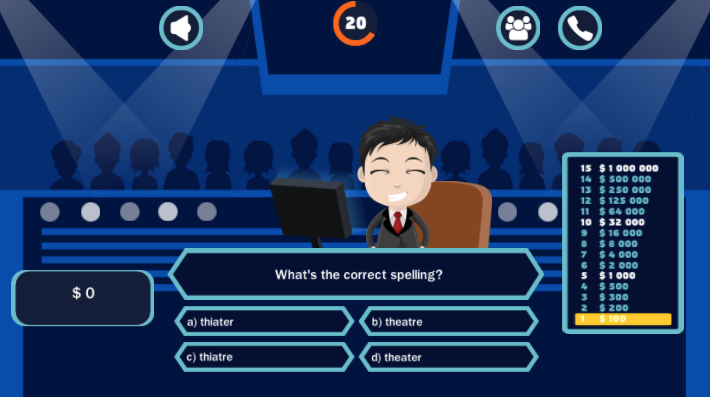 20
15 $ 1 000 000
14 $ 500 000
13 $ 250 000
12 $ 125 000
11 $ 64 000
10 $ 32 000
9 $ 16 000
8 $ 8 000
7 $ 4 000
6 $ 2 000
5 $ 1 000
4 $ 500
3 $ 300
2 $ 200
1 $ 100
$ 0
What's the correct spelling?
a) thiater
b) theatre
c) thiatre
d) theater